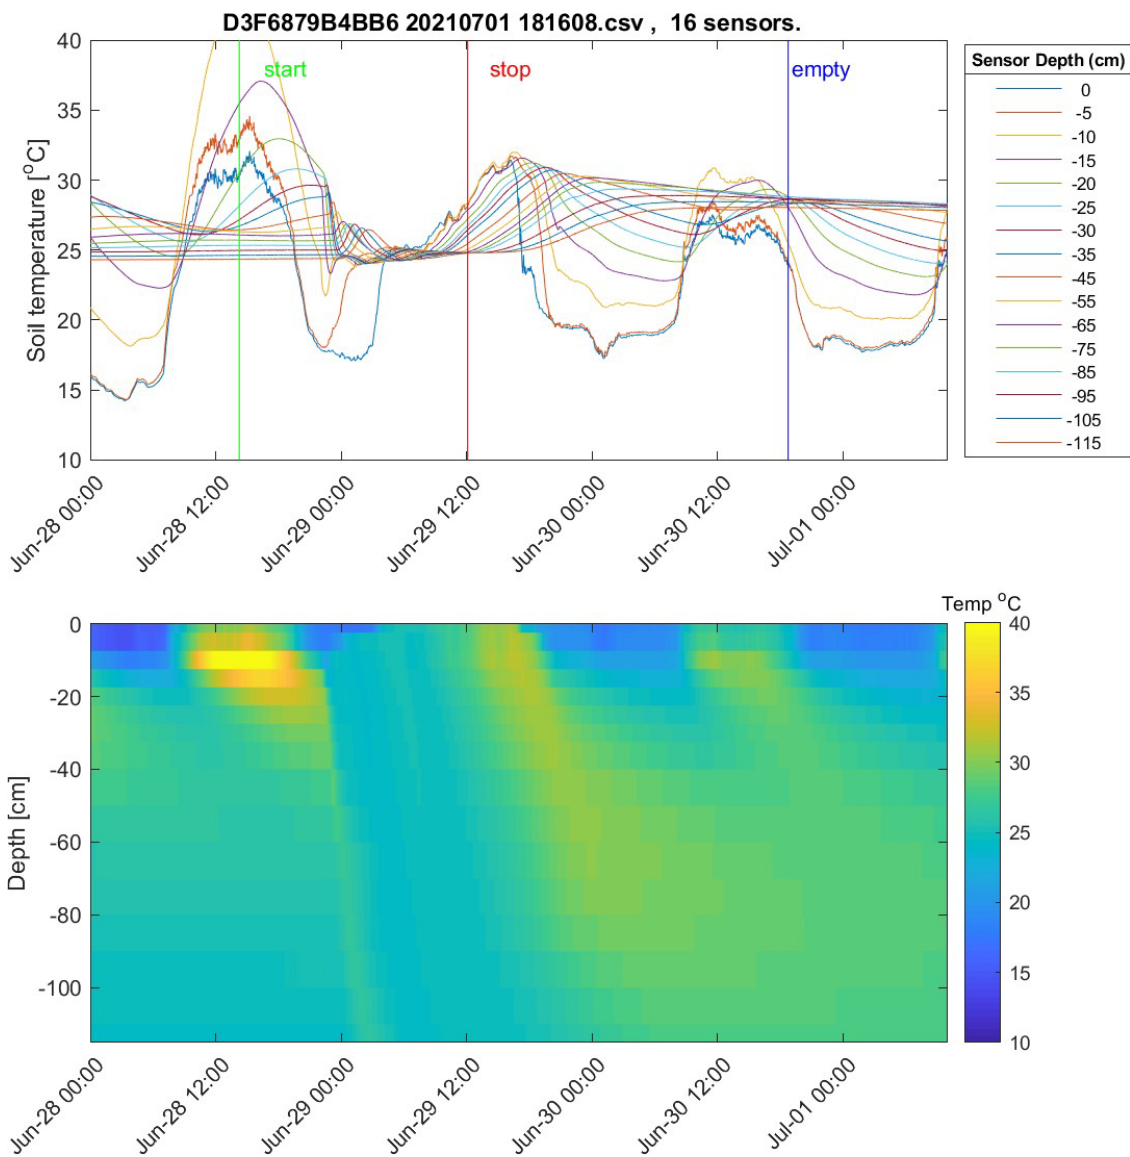 D3F6879B4BB6 20210701 181608.csv ,  16 sensors.
40
35
30
25
20
15
10
Soil temperature [°C]
start
stop
empty
Jun-28 00:00
Jun-28 12:00
Jun-29 00:00
Jun-29 12:00
Jun-30 00:00
Jun-30 12:00
Jul-01 00:00
Sensor Depth (cm)
0
-5
-10
-15
-20
-25
-30
-35
-45
-55
-65
-75
-85
-95
-105
-115
0
-20
-40
-60
-80
-100
Depth [cm]
Jun-28 00:00
Jun-28 12:00
Jun-29 00:00
Jun-29 12:00
Jun-30 00:00
Jun-30 12:00
Jul-01 00:00
Temp °C
40
35
30
25
20
15
10